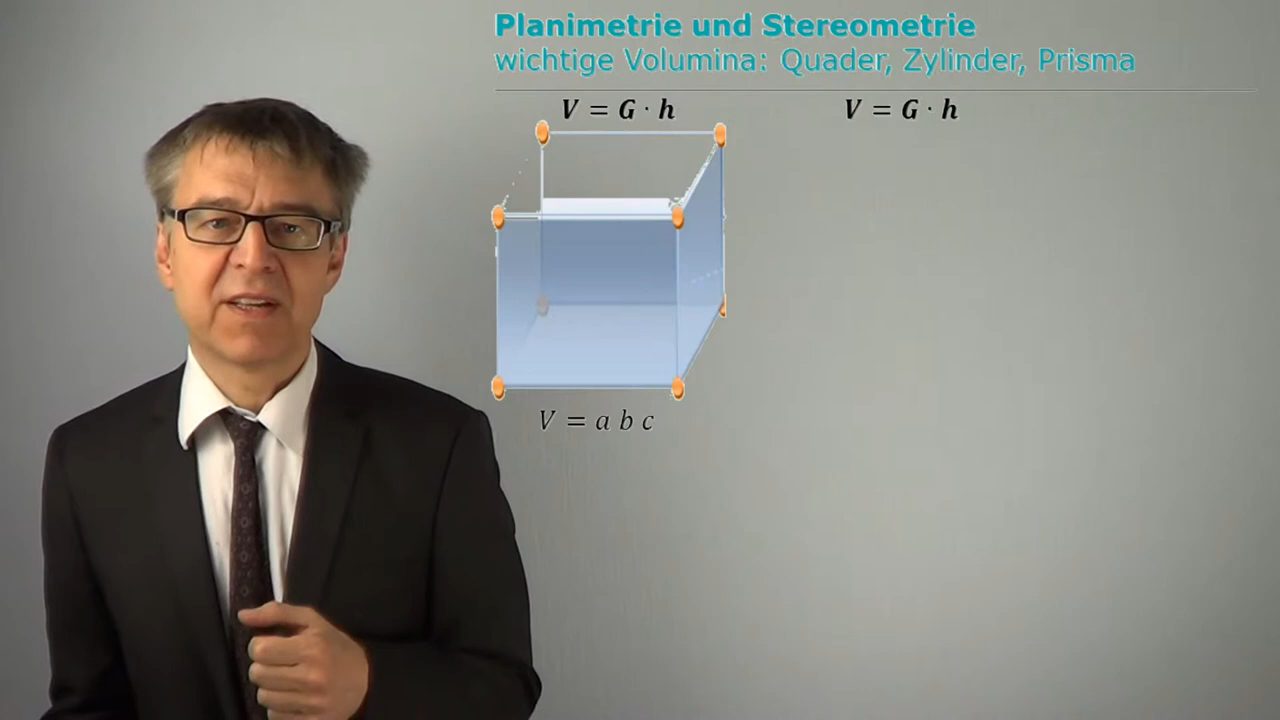 Planimetrie und Stereometrie
wichtige Volumina: Quader, Zylinder, Prisma
V = G · h
V = G · h
V = a b c